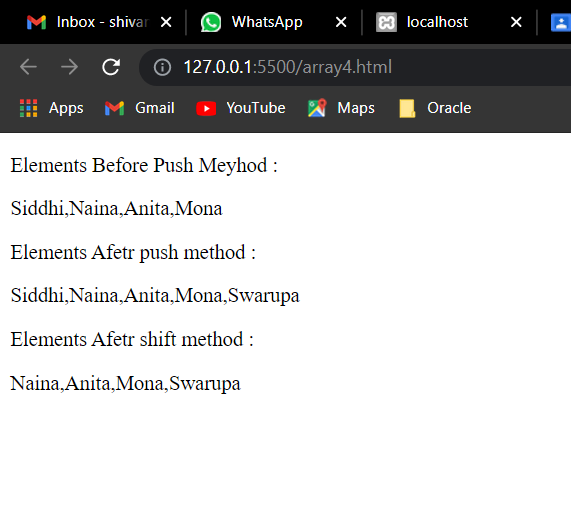 Inbox - shivar
WhatsApp
localhost
127.0.0.1:5500/array4.html
Apps
Gmail
YouTube
Maps
Oracle
Elements Before Push Meyhod :
Siddhi,Naina,Anita,Mona
Elements Afetr push method :
Siddhi,Naina,Anita,Mona,Swarupa
Elements Afetr shift method :
Naina,Anita,Mona,Swarupa